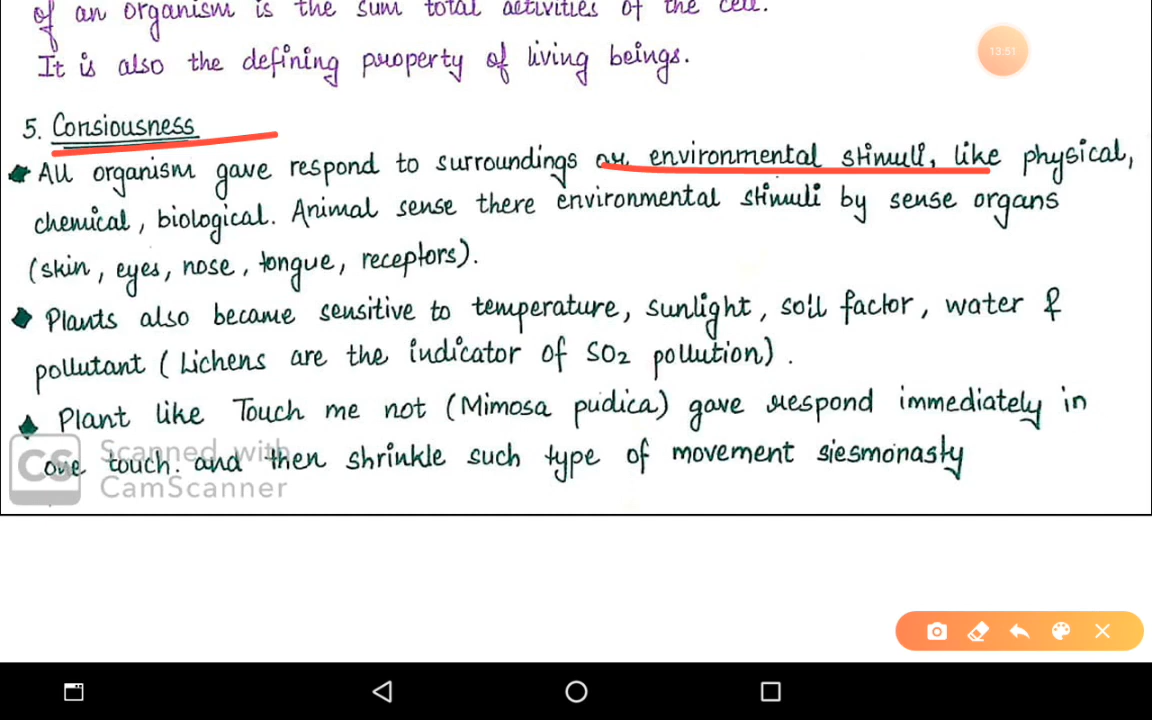 of an organism is the sum total activities of the cell.
It is also the defining property of living beings.
13:51
5. Consiousness
All organism gave respond to surroundings or environmental stimuli, like physical,
chemical, biological. Animal sense there environmental stimuli by sense organs
(skin, eyes, nose, tongue, receptors).
Plants also became sensitive to temperature, sunlight, soil factor, water &
pollutant (Lichens are the indicator of SO2 pollution).
Plant like Touch me not (Mimosa pudica) gave respond immediately in
one touch. and then shrinkle such type of movement siesmonasty
CS Scanned with
CamScanner